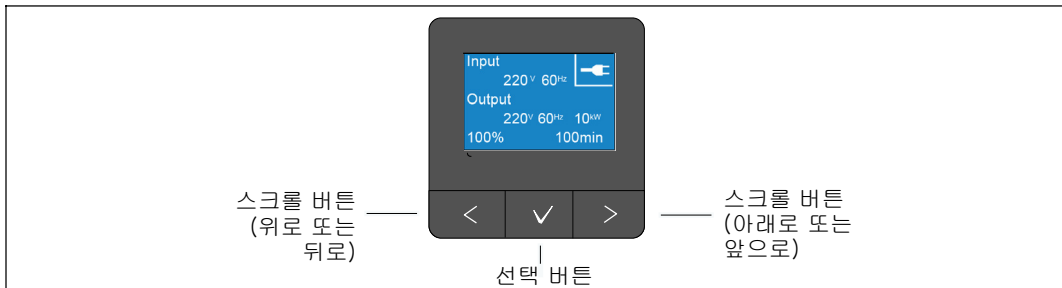 Input
220 V 60Hz
Output
220V 60Hz 10kW
100% 100min
스크롤 버튼
(위로 또는
뒤로)
선택 버튼
스크롤 버튼
(아래로 또는
앞으로)